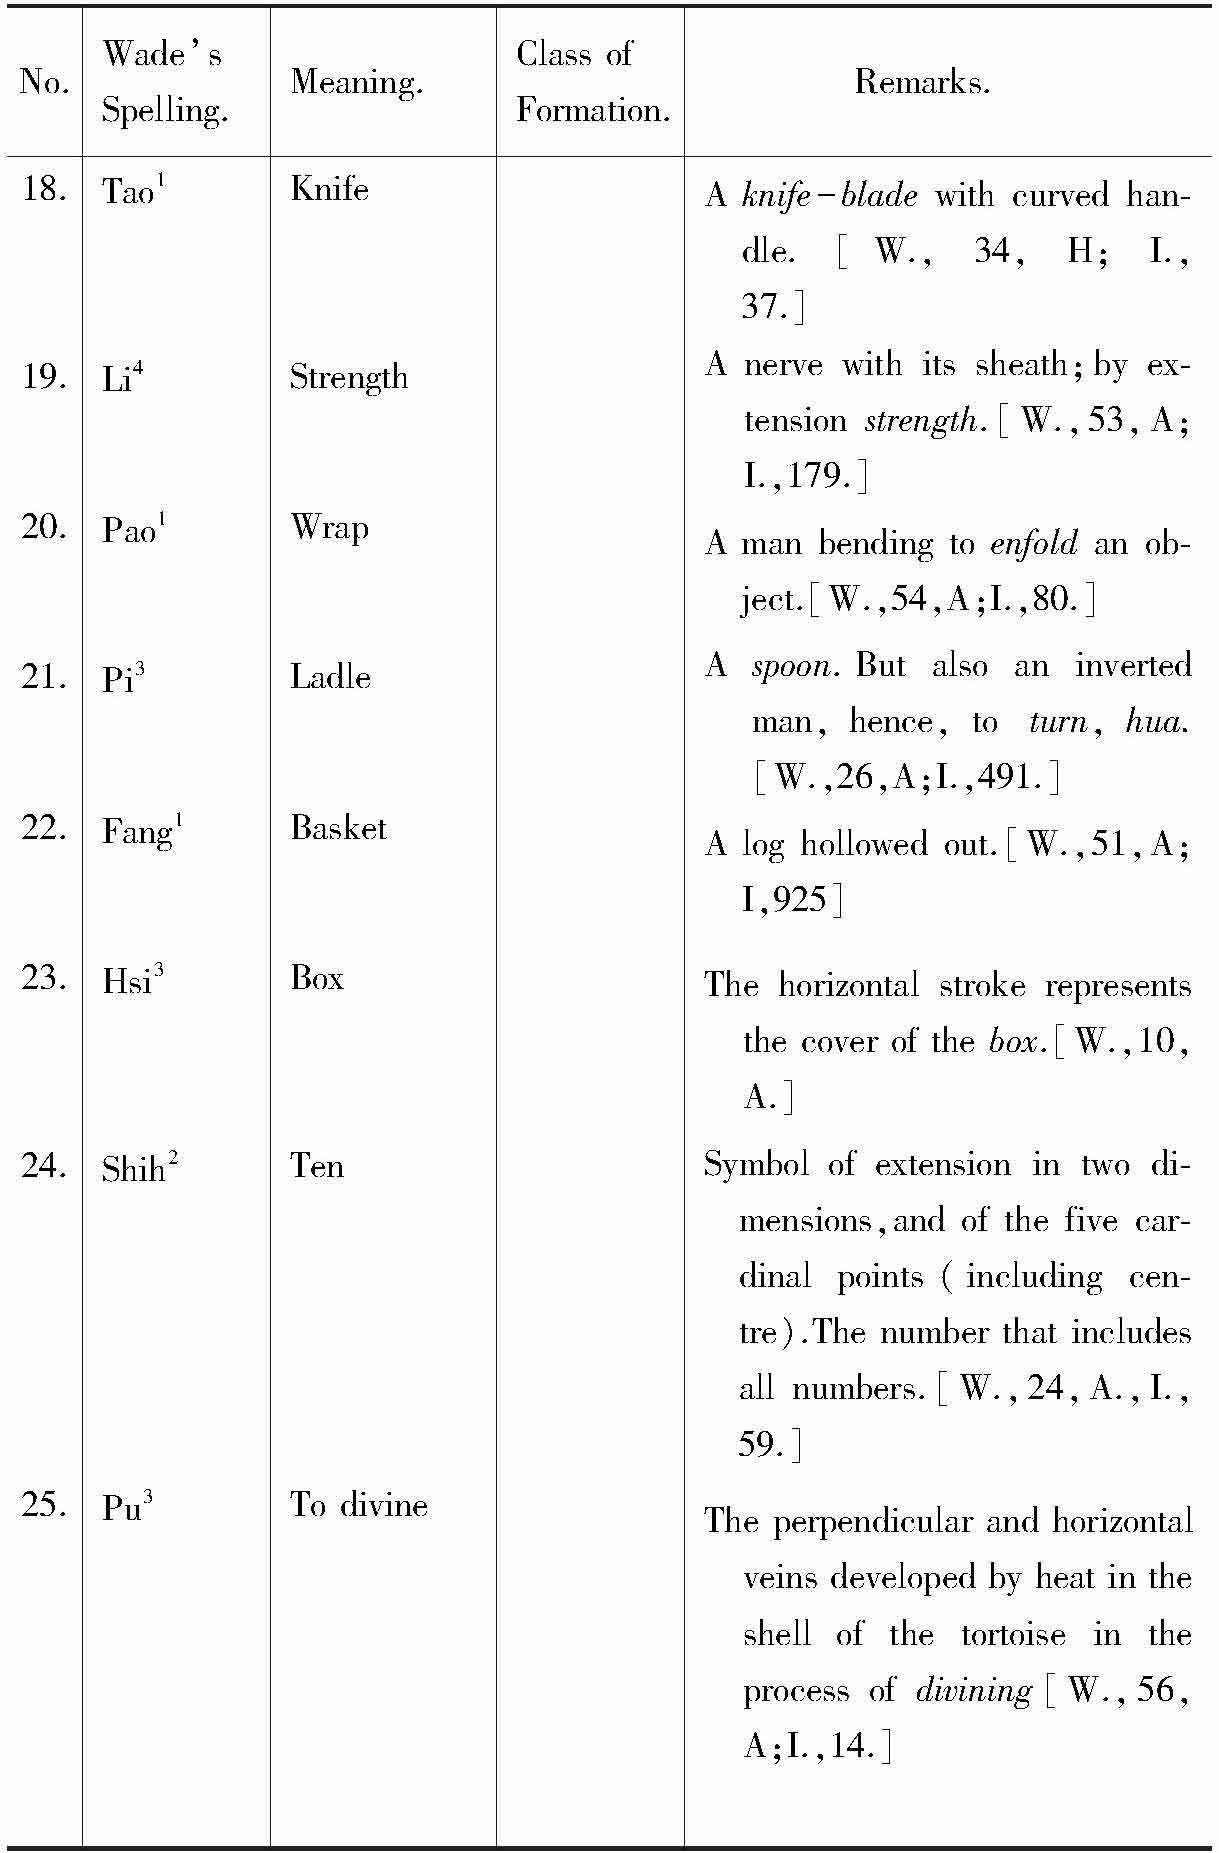 No. Wade's Spelling. Meaning. Class of Formation. Remarks.
18. Tao¹ Knife A knife-blade with curved han-
dle. [ W., 34, H; I.,
37.]
19. Li⁴ Strength A nerve with its sheath; by ex-
tension strength. [ W., 53, A;
I., 179.]
20. Pao¹ Wrap A man bending to enfold an ob-
ject. [ W., 54, A; I., 80.]
21. Pi³ Ladle A spoon. But also an inverted
man, hence, to turn, hua.
[ W., 26, A; I., 491.]
22. Fang¹ Basket A log hollowed out. [ W., 51, A;
I, 925]
23. Hsi³ Box The horizontal stroke represents
the cover of the box. [ W., 10,
A.]
24. Shih² Ten Symbol of extension in two di-
mensions, and of the five car-
dinal points ( including cen-
tre). The number that includes
all numbers. [ W., 24, A., I.,
59.]
25. Pu³ To divine The perpendicular and horizontal
veins developed by heat in the
shell of the tortoise in the
process of divining [ W., 56,
A; I., 14.]